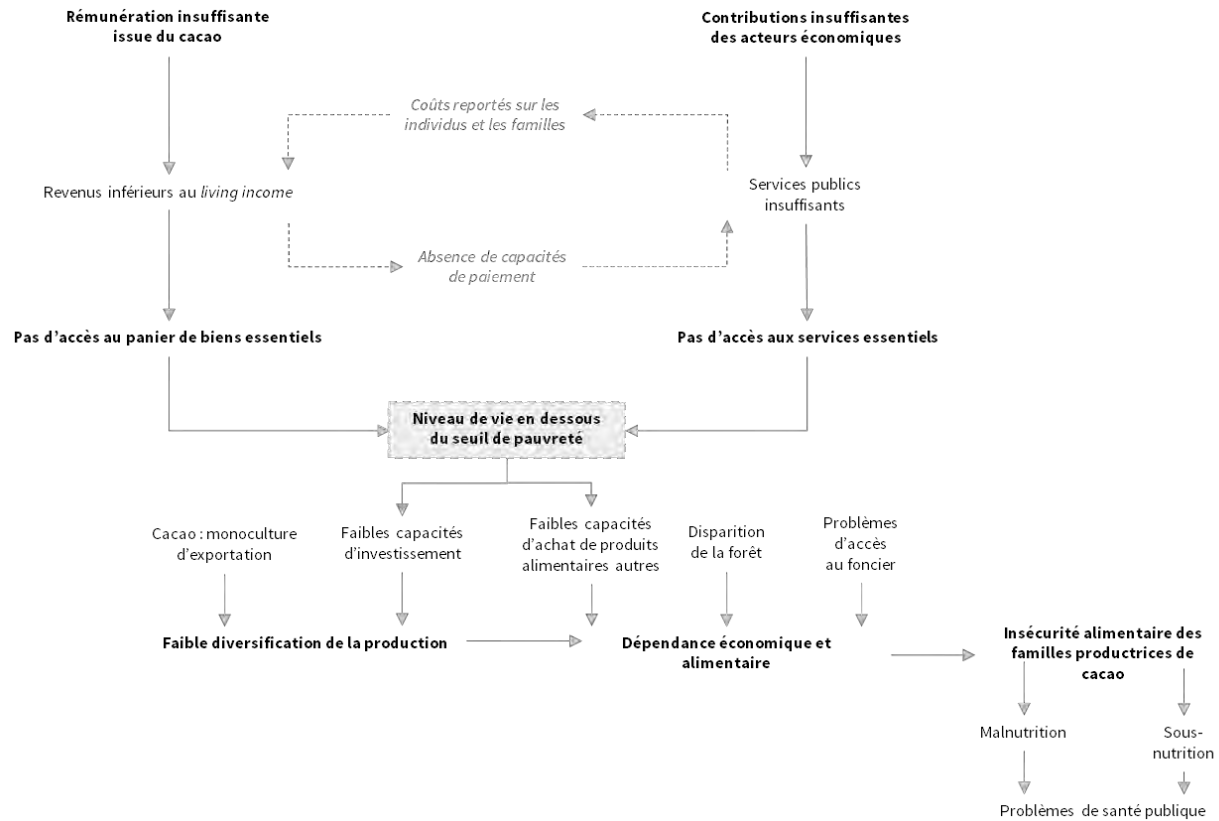 Rémunération insuffisante
issue du cacao
Contributions insuffisantes
des acteurs économiques
Coûts reportés sur les
individus et les familles
Revenus inférieurs au living income
Services publics
insuffisants
Absence de capacités
de paiement
Pas d’accès au panier de biens essentiels
Pas d’accès aux services essentiels
Niveau de vie en dessous
du seuil de pauvreté
Cacao : monoculture
d’exportation
Faibles capacités
d’investissement
Faibles capacités
d’achat de produits
alimentaires autres
Disparition
de la forêt
Problèmes
d’accès
au foncier
Faible diversification de la production
Dépendance économique et
alimentaire
Insécurité alimentaire des
familles productrices de
cacao
Malnutrition
Sous-
nutrition
Problèmes de santé publique